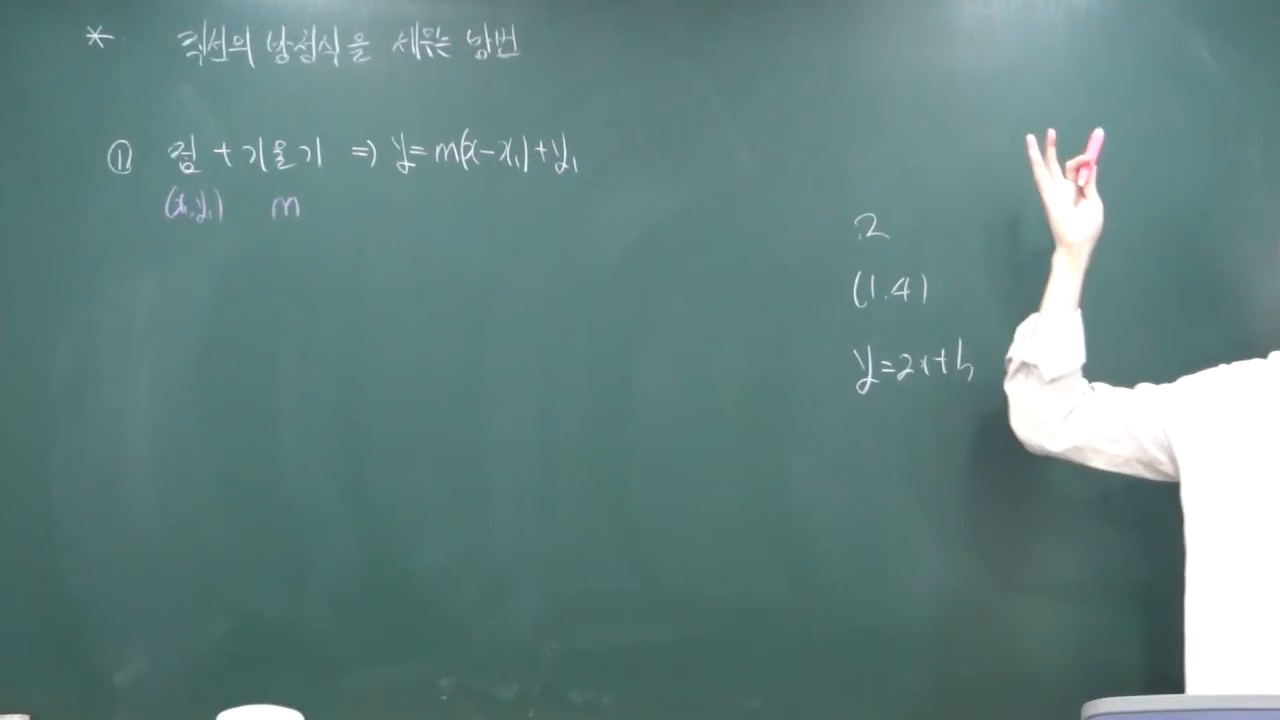 * 직선의 방정식을 세우는 방법
① 점 + 기울기 ⇒ y=m(x-x₁)+y₁
(x₁,y₁) m
2
(1.4)
y=2x+b